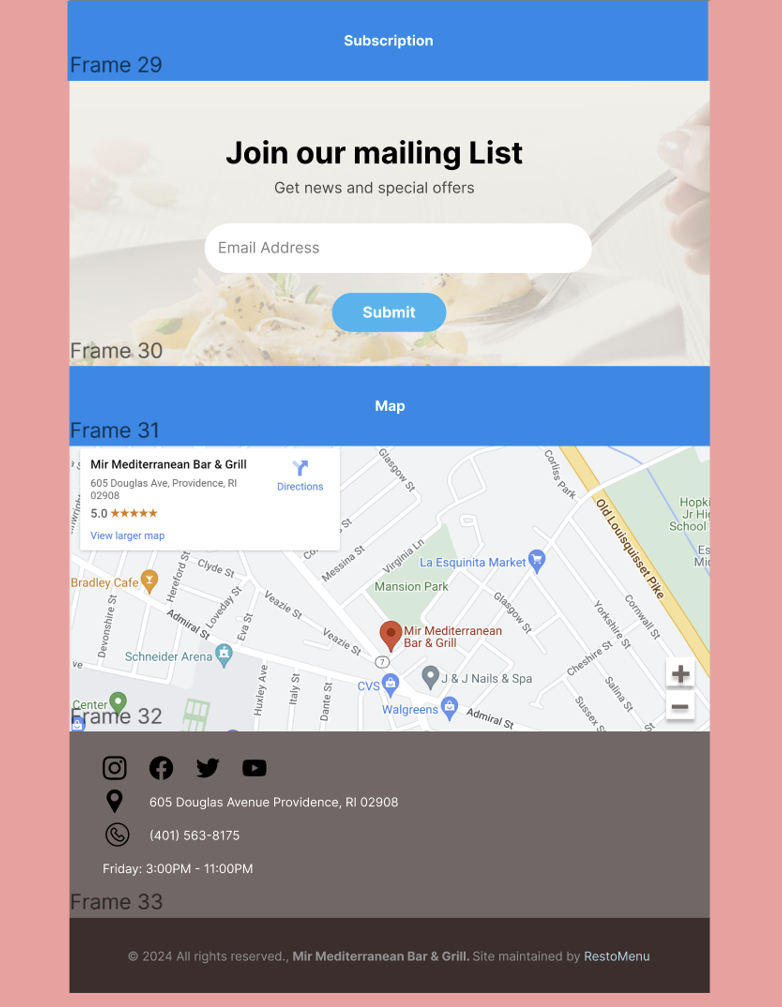 Subscription
Frame 29
Join our mailing List
Get news and special offers
Email Address
Submit
Frame 30
Map
Frame 31
Mir Mediterranean Bar & Grill
605 Douglas Ave, Providence, RI
02908
5.0
Directions
View larger map
Glasgow St
Corliss Park
Old Louisquisset Pike
Hopki
Jr Hi
School
Es
Mic
Messina St
Virginia Ln
La Esquinita Market
Clyde St
Bradley Cafe
Hereford St
Mansion Park
Loveday St
Veazie St
Glasgow St
Devonshire St
Admiral St
Eva St
Veazie St
Mir Mediterranean
Bar & Grill
Yorkshire St
Cornwall St
Schneider Arena
7
Cheshire St
ve
Huxley Ave
Italy St
Dante St
CVS
J & J Nails & Spa
Salina St
Sussex S
Center
Walgreens
Admiral St
Frame 32
605 Douglas Avenue Providence, RI 02908
(401) 563-8175
Friday: 3:00PM - 11:00PM
Frame 33
© 2024 All rights reserved., Mir Mediterranean Bar & Grill. Site maintained by RestoMenu